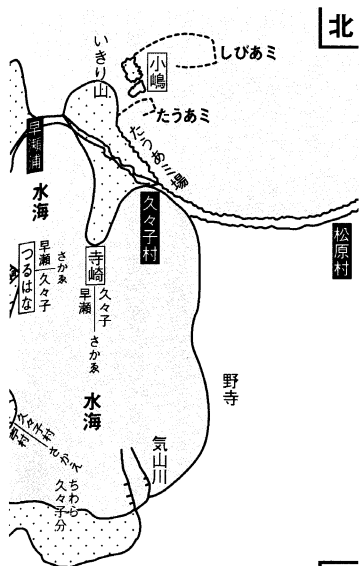 北
しびあミ
小嶋
いきり山
たうあミ
たうあミ場
早瀬浦
水海
久々子村
松原村
さかゑ
早瀬
久々子
つるはな
寺崎
久々子
早瀬
さかゑ
水海
野寺
気山川
久々子村
さかえ
ちわら
久々子分